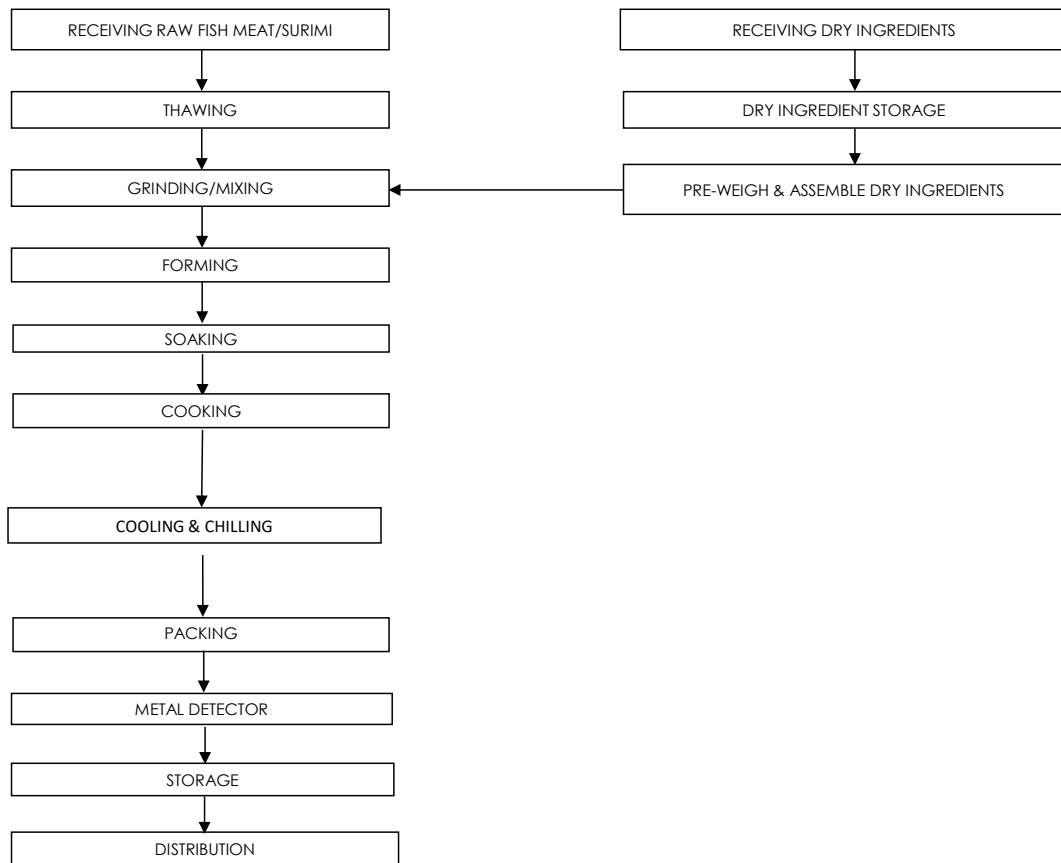 RECEIVING RAW FISH MEAT/SURIMI
RECEIVING DRY INGREDIENTS
THAWING
DRY INGREDIENT STORAGE
GRINDING/MIXING
PRE-WEIGH & ASSEMBLE DRY INGREDIENTS
FORMING
SOAKING
COOKING
COOLING & CHILLING
PACKING
METAL DETECTOR
STORAGE
DISTRIBUTION